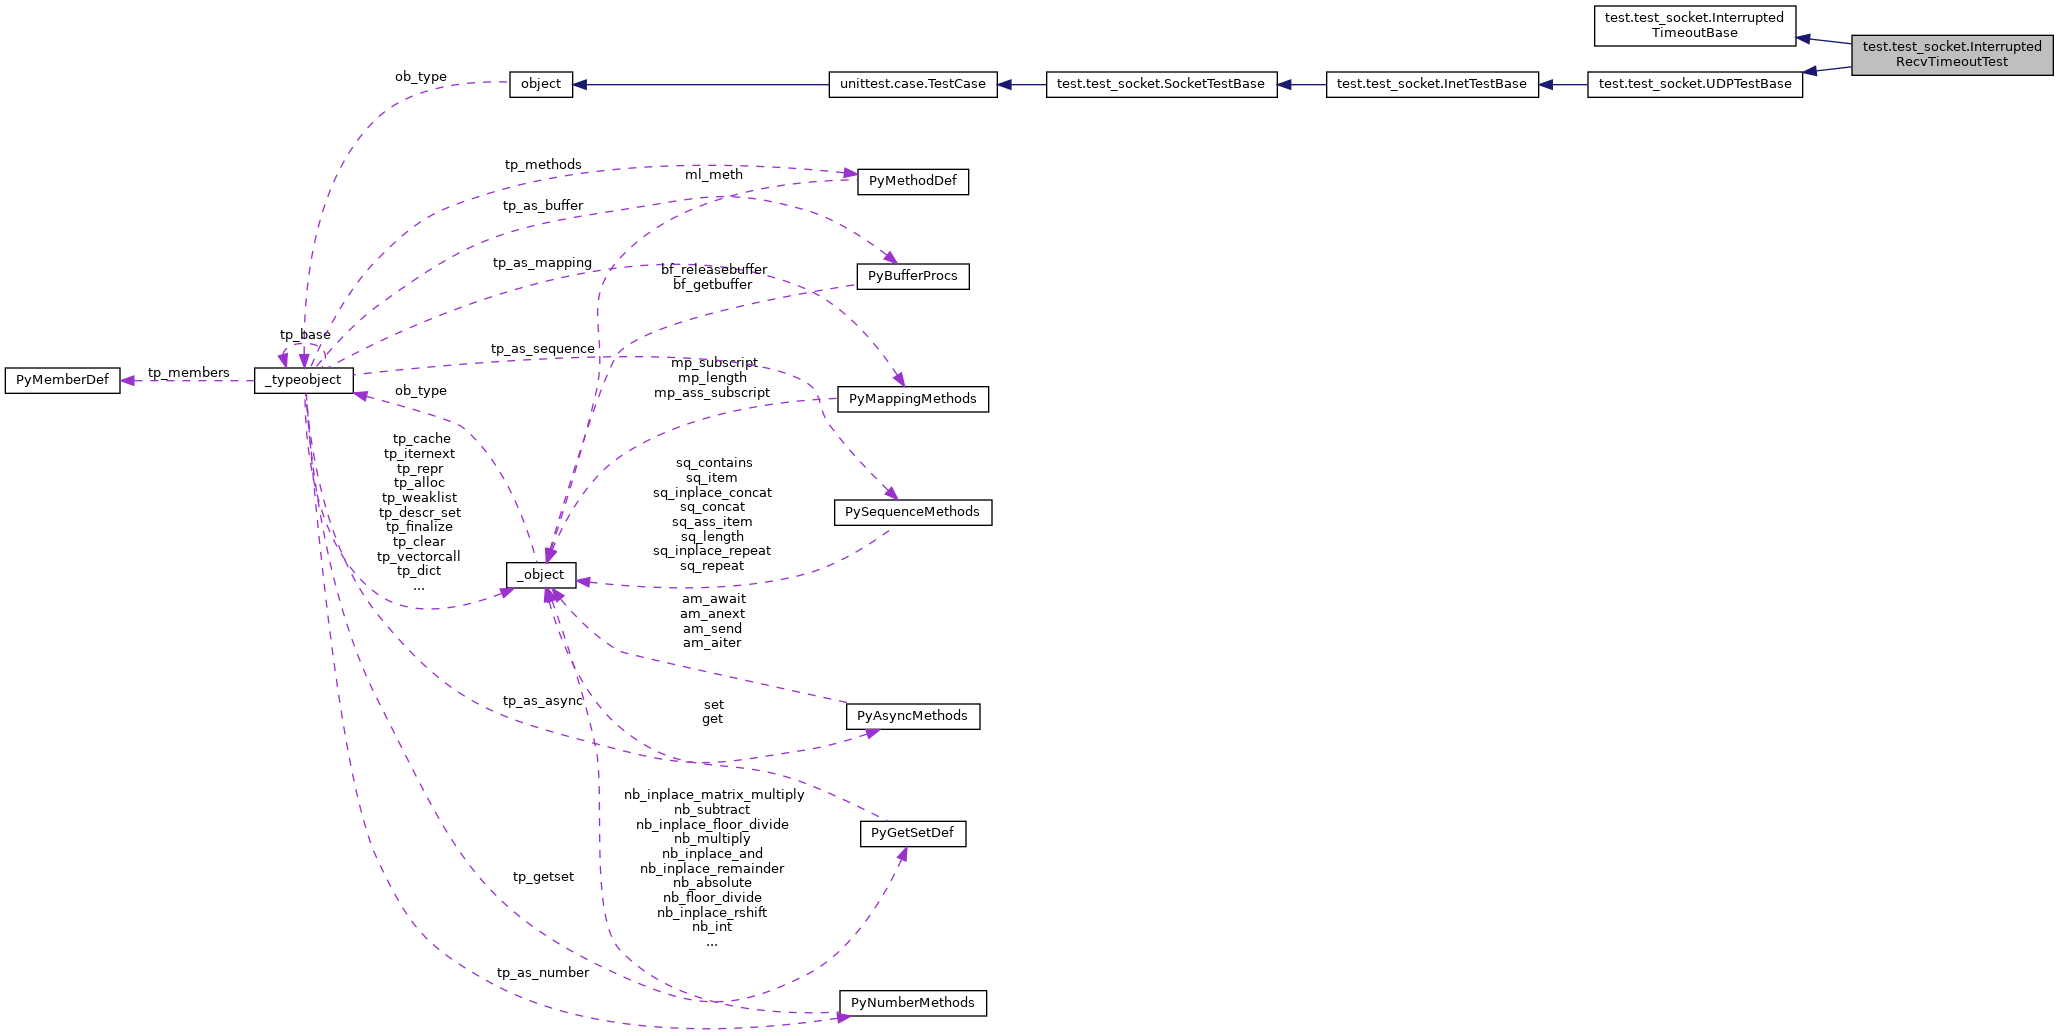 test.test_socket.Interrupted
TimeoutBase
test.test_socket.Interrupted
RecvTimeoutTest
ob_type
object
unittest.case.TestCase
test.test_socket.SocketTestBase
test.test_socket.InetTestBase
test.test_socket.UDPTestBase
tp_methods
ml_meth
PyMethodDef
tp_as_buffer
tp_as_mapping
bf_releasebuffer
bf_getbuffer
PyBufferProcs
tp_base
tp_as_sequence
mp_subscript
mp_length
mp_ass_subscript
PyMemberDef
tp_members
_typeobject
ob_type
PyMappingMethods
tp_cache
tp_iternext
tp_repr
tp_alloc
tp_weaklist
tp_descr_set
tp_finalize
tp_clear
tp_vectorcall
tp_dict
...
sq_contains
sq_item
sq_inplace_concat
sq_concat
sq_ass_item
sq_length
sq_inplace_repeat
sq_repeat
PySequenceMethods
_object
am_await
am_anext
am_send
am_aiter
tp_as_async
set
get
PyAsyncMethods
nb_inplace_matrix_multiply
nb_subtract
nb_inplace_floor_divide
nb_multiply
nb_inplace_and
nb_inplace_remainder
nb_absolute
nb_floor_divide
nb_inplace_rshift
nb_int
...
PyGetSetDef
tp_getset
tp_as_number
PyNumberMethods